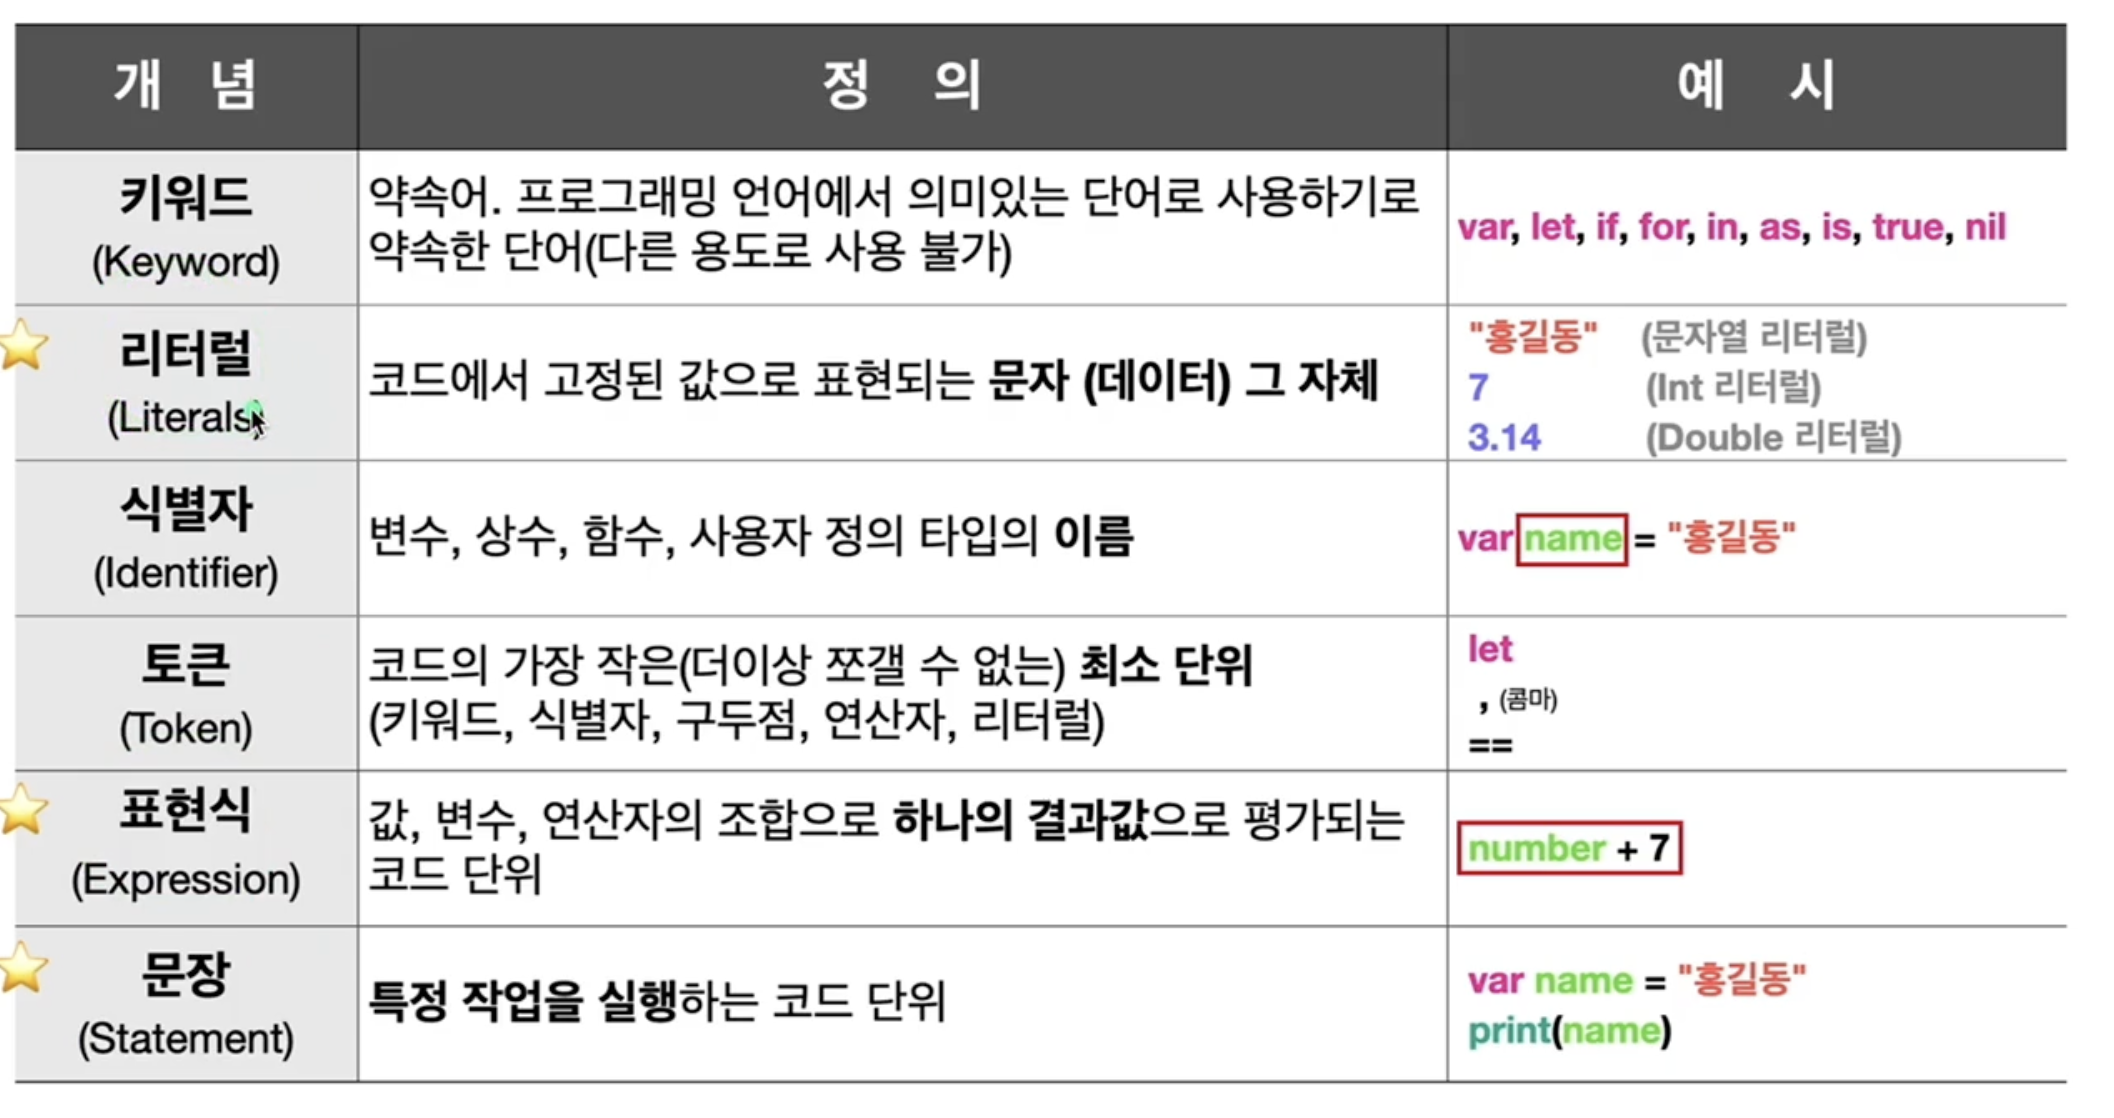 개 념 정 의 예 시
키워드
(Keyword)
약속어. 프로그래밍 언어에서 의미있는 단어로 사용하기로
약속한 단어(다른 용도로 사용 불가)
var, let, if, for, in, as, is, true, nil
리터럴
(Literals)
코드에서 고정된 값으로 표현되는 문자 (데이터) 그 자체
"홍길동" (문자열 리터럴)
7 (Int 리터럴)
3.14 (Double 리터럴)
식별자
(Identifier)
변수, 상수, 함수, 사용자 정의 타입의 이름
var name = "홍길동"
토큰
(Token)
코드의 가장 작은(더이상 쪼갤 수 없는) 최소 단위
(키워드, 식별자, 구두점, 연산자, 리터럴)
let
, (콤마)
==
표현식
(Expression)
값, 변수, 연산자의 조합으로 하나의 결과값으로 평가되는
코드 단위
number + 7
문장
(Statement)
특정 작업을 실행하는 코드 단위
var name = "홍길동"
print(name)